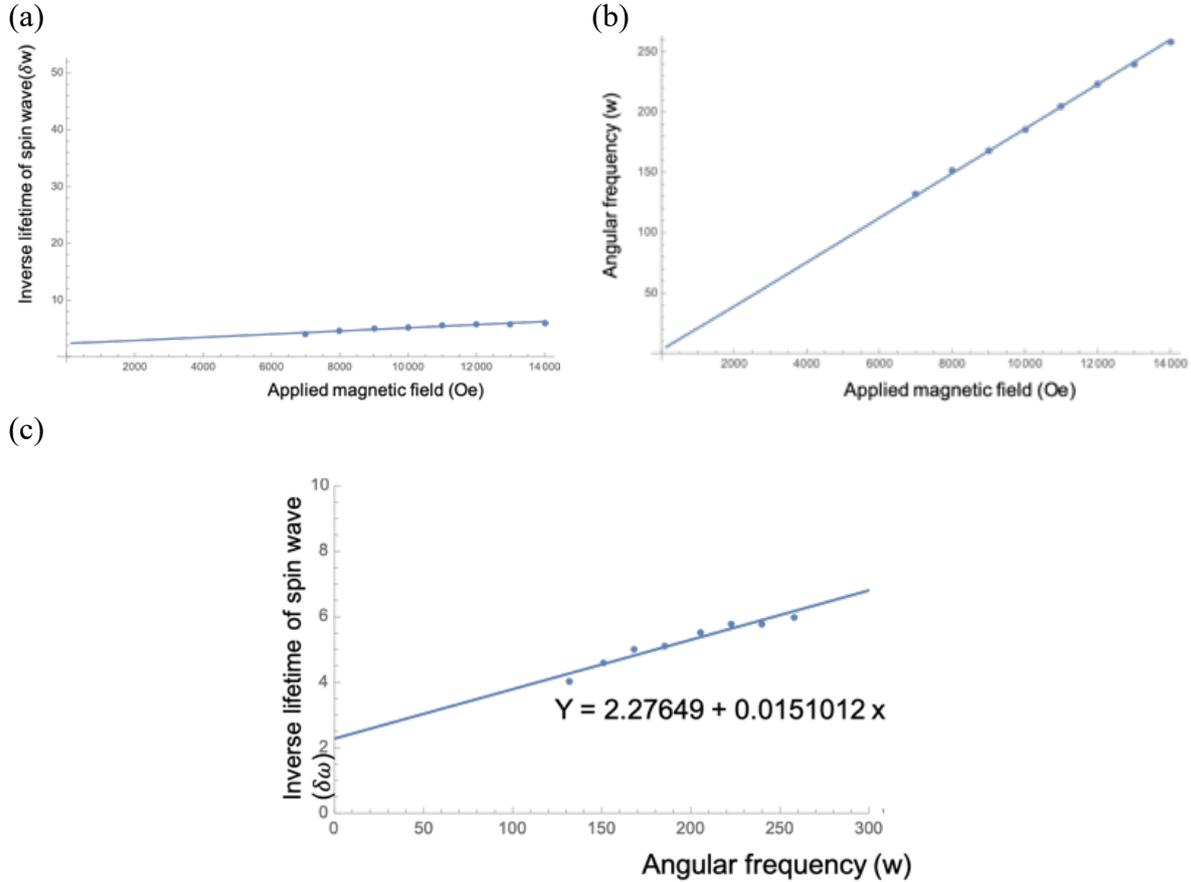 (a)
Inverse lifetime of spin wave(δw)
50
40
30
20
10
2000 4000 6000 8000 10000 12000 14000
Applied magnetic field (Oe)
(b)
Angular frequency (w)
250
200
150
100
50
2000 4000 6000 8000 10000 12000 14000
Applied magnetic field (Oe)
(c)
Inverse lifetime of spin wave
(δω)
10
8
6
4
2
0
Y = 2.27649 + 0.0151012 x
0 50 100 150 200 250 300
Angular frequency (w)